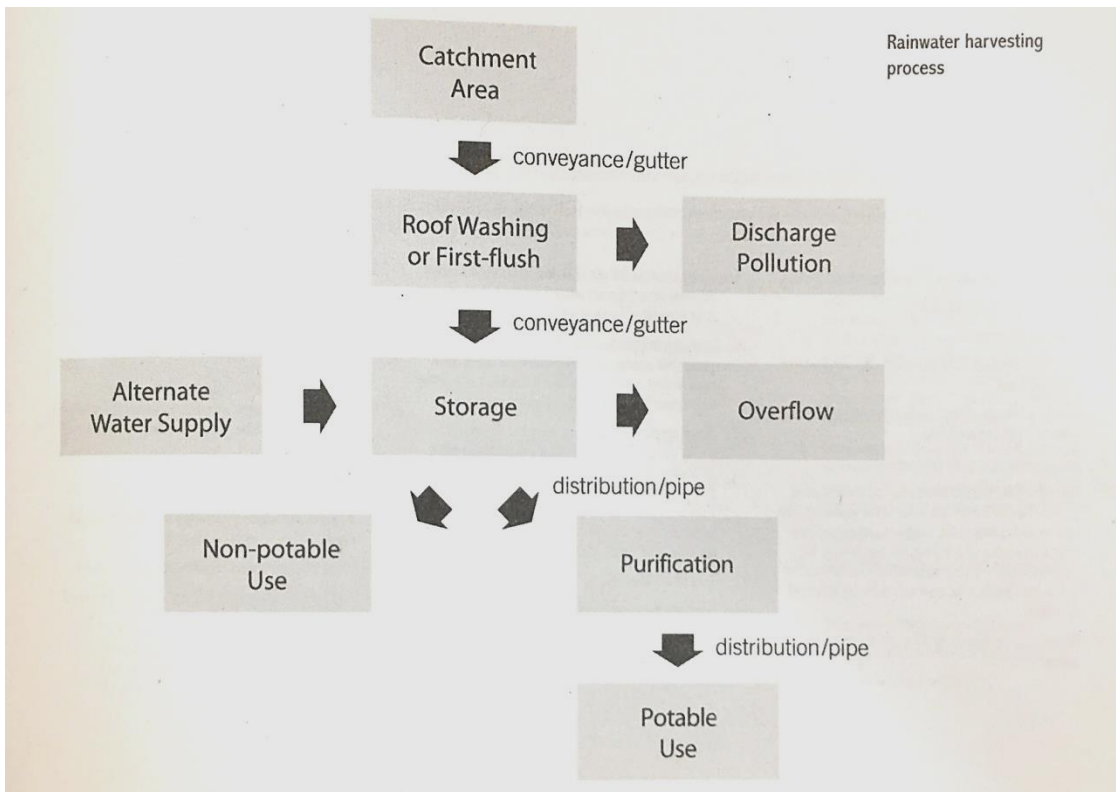 Rainwater harvesting
process
Catchment
Area
conveyance/gutter
Roof Washing
or First-flush
Discharge
Pollution
conveyance/gutter
Alternate
Water Supply
Storage
Overflow
distribution/pipe
Non-potable
Use
Purification
distribution/pipe
Potable
Use